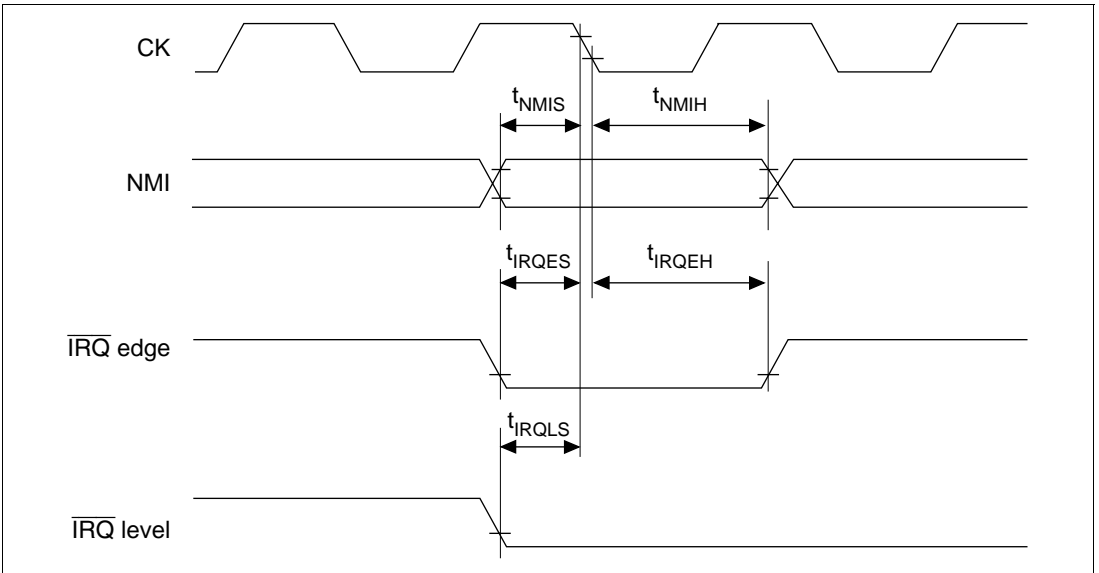 CK
tNMIS tNMIH
NMI
tIRQES tIRQEH
IRQ edge
tIRQLS
IRQ level